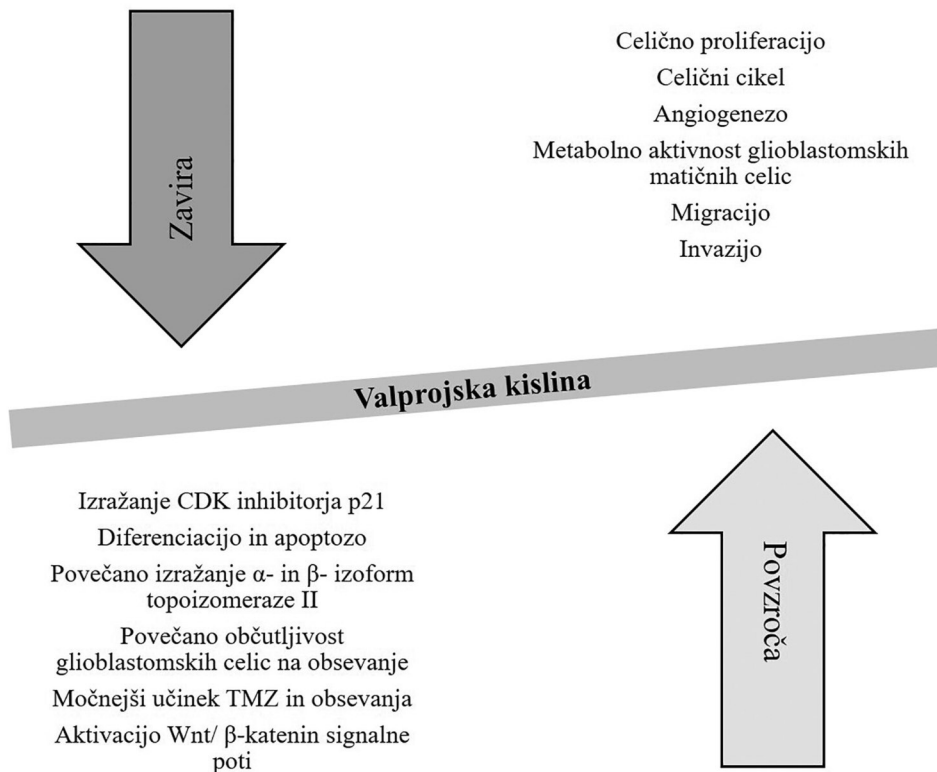 Zavira
Celično proliferacijo
Celični cikel
Angiogenezo
Metabolno aktivnost glioblastomskih
matičnih celic
Migracijo
Invazijo
Valprojska kislina
Izražanje CDK inhibitorja p21
Diferenciacijo in apoptozo
Povečano izražanje α- in β- izoform
topoizomeraze II
Povečano občutljivost
glioblastomskih celic na obsevanje
Močnejši učinek TMZ in obsevanja
Aktivacijo Wnt/ β-katenin signalne
poti
Povzroča